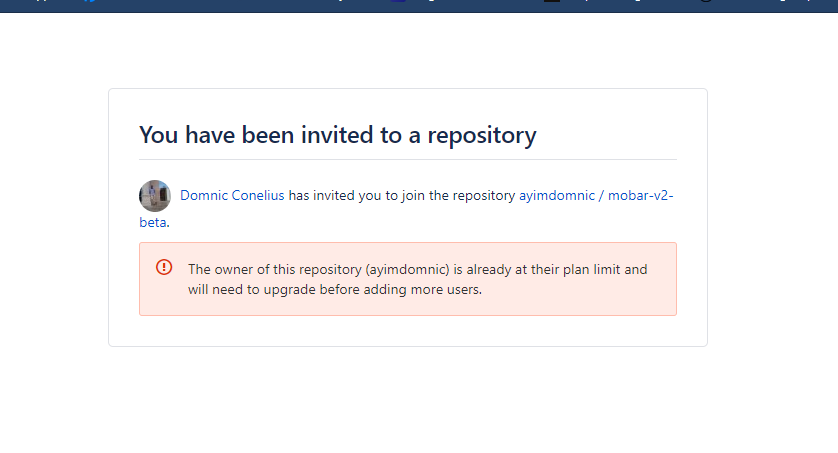 You have been invited to a repository
Domnic Conelius has invited you to join the repository ayimdomnic / mobar-v2-
beta.
The owner of this repository (ayimdomnic) is already at their plan limit and
will need to upgrade before adding more users.